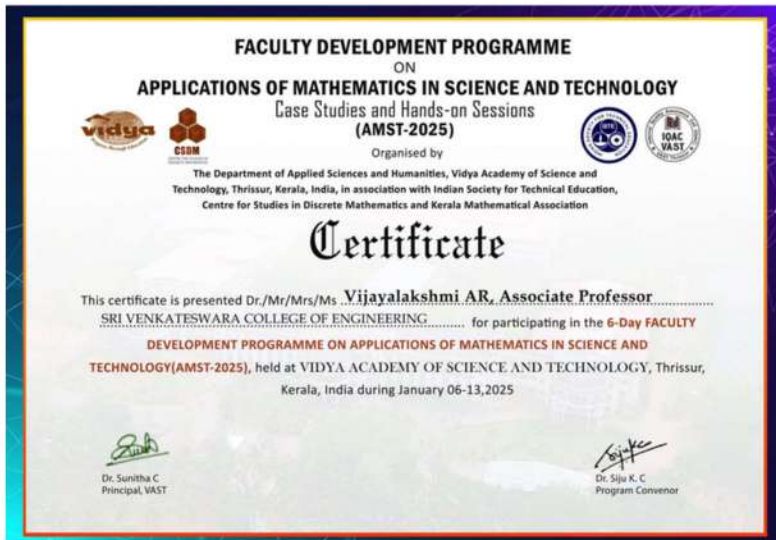 FACULTY DEVELOPMENT PROGRAMME
ON
APPLICATIONS OF MATHEMATICS IN SCIENCE AND TECHNOLOGY
Case Studies and Hands-on Sessions
(AMST-2025)
vidya
CSDM
ISTE
IQAC
VAST
Organised by
The Department of Applied Sciences and Humanities, Vidya Academy of Science and
Technology, Thrissur, Kerala, India, in association with Indian Society for Technical Education,
Centre for Studies in Discrete Mathematics and Kerala Mathematical Association
Certificate
This certificate is presented Dr./Mr/Mrs/Ms Vijayalakshmi AR, Associate Professor
SRI VENKATESWARA COLLEGE OF ENGINEERING for participating in the 6-Day FACULTY
DEVELOPMENT PROGRAMME ON APPLICATIONS OF MATHEMATICS IN SCIENCE AND
TECHNOLOGY(AMST-2025), held at VIDYA ACADEMY OF SCIENCE AND TECHNOLOGY, Thrissur,
Kerala, India during January 06-13,2025
Dr. Sunitha C
Principal, VAST
Dr. Siju K. C
Program Convenor